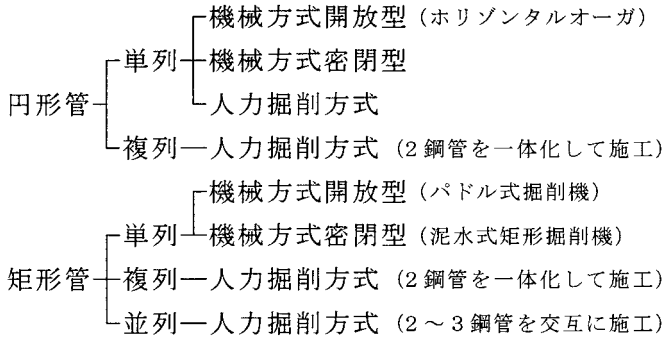 機械方式開放型（ホリゾンタルオーガ）
単列 機械方式密閉型
円形管 人力掘削方式
複列 人力掘削方式（2鋼管を一体化して施工）
機械方式開放型（パドル式掘削機）
単列 機械方式密閉型（泥水式矩形掘削機）
矩形管 複列 人力掘削方式（2鋼管を一体化して施工）
並列 人力掘削方式（2～3鋼管を交互に施工）